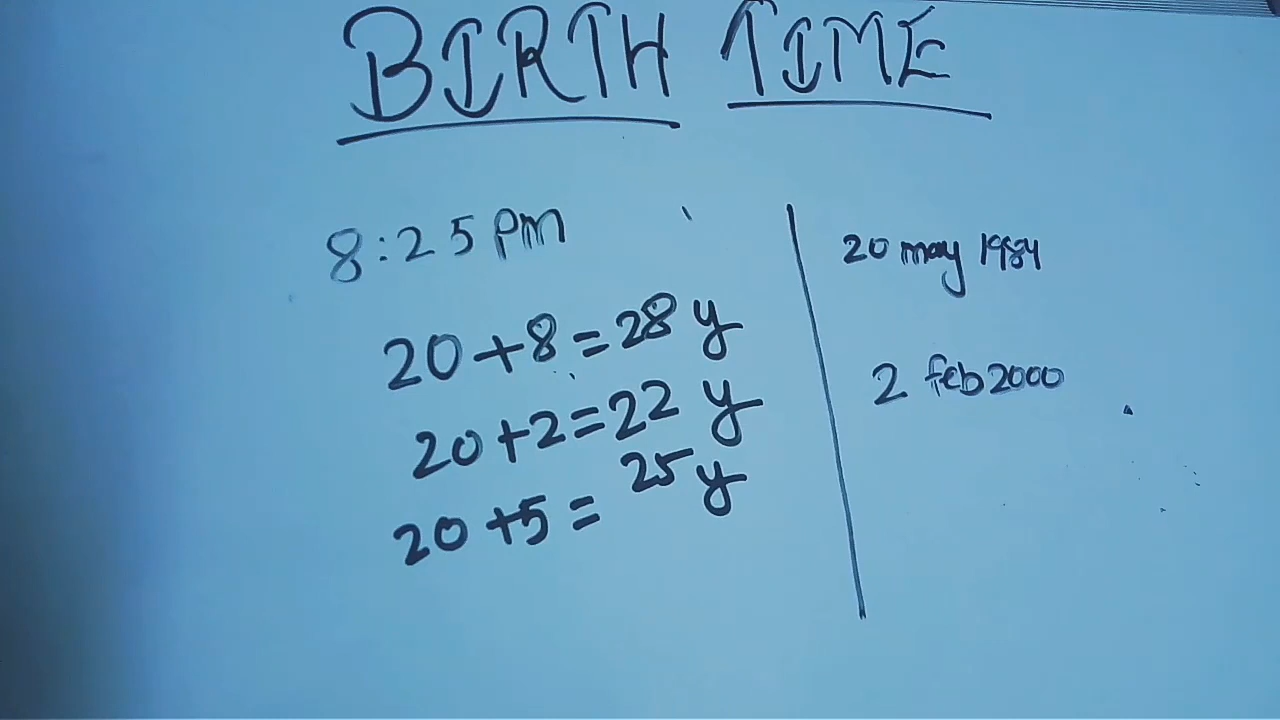 BIRTH TIME
8:25 pm
20+8=28 y
20+2=22 y
20+5= 25 y
20 may 1984
2 feb 2000